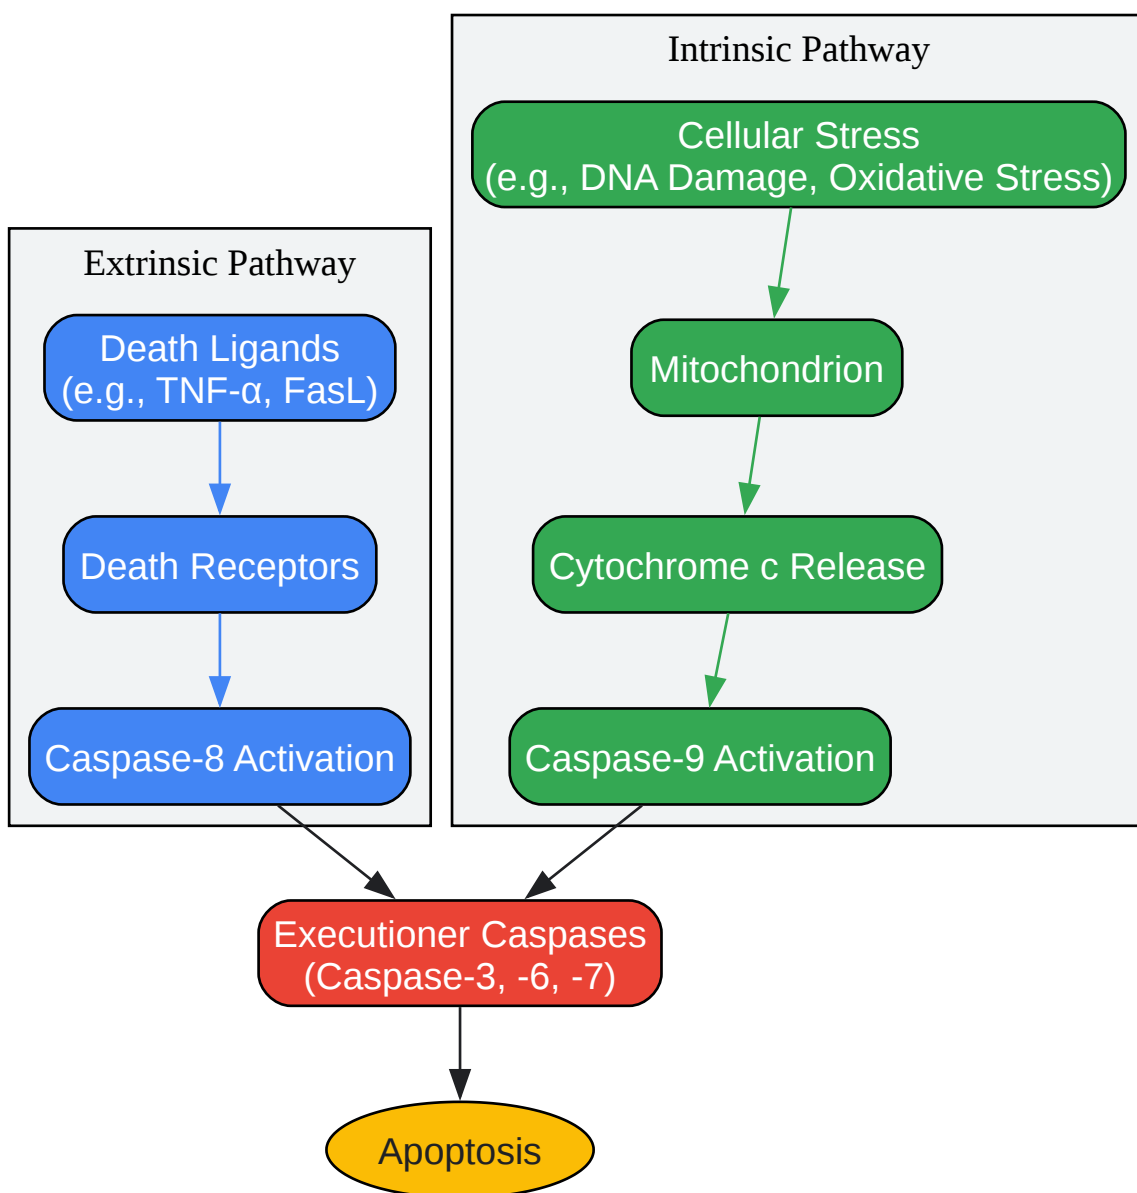 Intrinsic Pathway
Cellular Stress
(e.g., DNA Damage, Oxidative Stress)
Mitochondrion
Cytochrome c Release
Caspase-9 Activation
Extrinsic Pathway
Death Ligands
(e.g., TNF-α, FasL)
Death Receptors
Caspase-8 Activation
Executioner Caspases
(Caspase-3, -6, -7)
Apoptosis